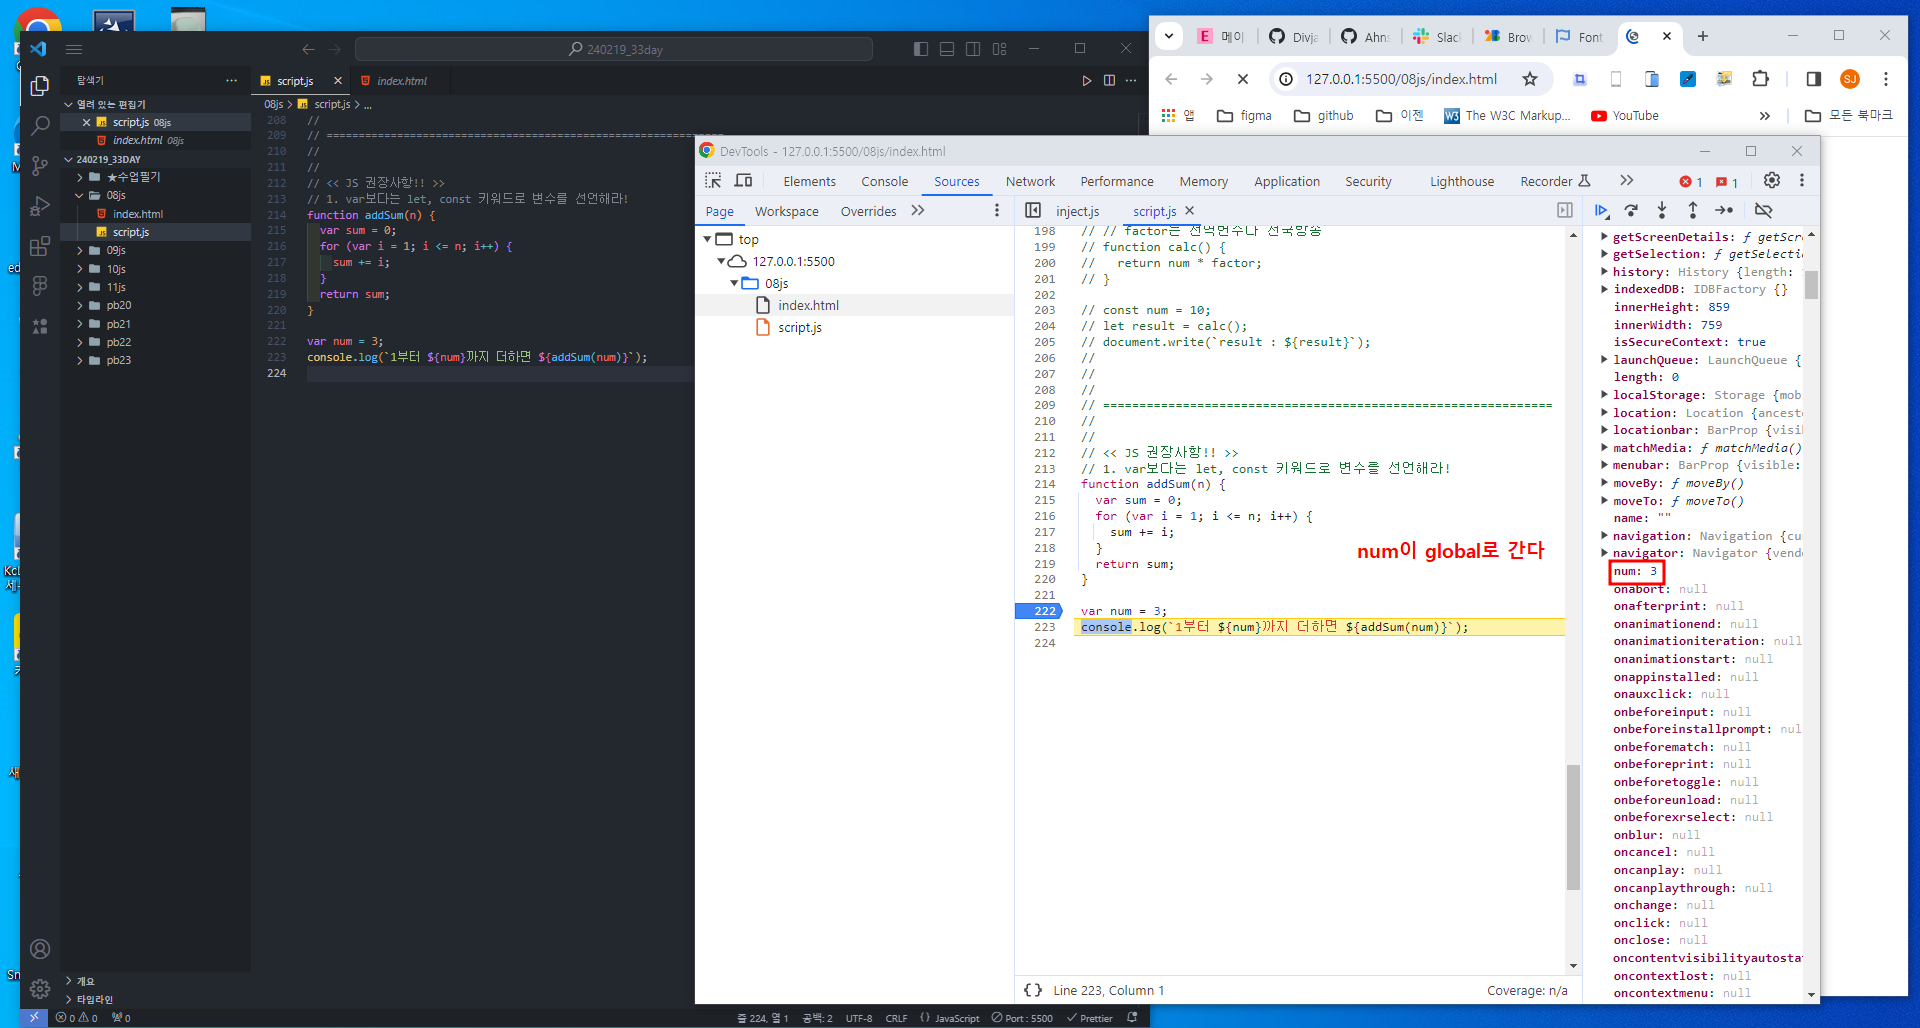 240219_33day
탐색기
열려 있는 편집기
script.js 08js
index.html 08js
240219_33DAY
★수업필기
08js
index.html
script.js
09js
10js
11js
pb20
pb21
pb22
pb23
개요
타임라인
script.js
index.html
08js > script.js > ...
208 //
209 // ==============================================================
210 //
211 //
212 // << JS 권장사항!! >>
213 // 1. var보다는 let, const 키워드로 변수를 선언해라!
214 function addSum(n) {
215 var sum = 0;
216 for (var i = 1; i <= n; i++) {
217 sum += i;
218 }
219 return sum;
220 }
221
222 var num = 3;
223 console.log(`1부터 ${num}까지 더하면 ${addSum(num)}`);
224
0 0 0
줄 224, 열 1 공백: 2 UTF-8 CRLF {} JavaScript Port : 5500 Prettier
메이
Divja
Ahns
Slac
Brow
Font
127.0.0.1:5500/08js/index.html
SJ
앱 figma github 이젠 The W3C Markup... YouTube » 모든 북마크
DevTools - 127.0.0.1:5500/08js/index.html
Elements Console Sources Network Performance Memory Application Security Lighthouse Recorder 1 1
Page Workspace Overrides
top
127.0.0.1:5500
08js
index.html
script.js
inject.js script.js
198 // // factor는 전역변수다 전국방송
199 // function calc() {
200 // return num * factor;
201 // }
202
203 // const num = 10;
204 // let result = calc();
205 // document.write(`result : ${result}`);
206 //
207 //
208 //
209 // ==============================================================
210 //
211 //
212 // << JS 권장사항!! >>
213 // 1. var보다는 let, const 키워드로 변수를 선언해라!
214 function addSum(n) {
215 var sum = 0;
216 for (var i = 1; i <= n; i++) {
217 sum += i;
218 }
219 return sum;
220 }
221
222 var num = 3;
223 console.log(`1부터 ${num}까지 더하면 ${addSum(num)}`);
224
num이 global로 간다
{} Line 223, Column 1 Coverage: n/a
getScreenDetails: ƒ getScr
getSelection: ƒ getSelecti
history: History {length:
indexedDB: IDBFactory {}
innerHeight: 859
innerWidth: 759
isSecureContext: true
launchQueue: LaunchQueue {
length: 0
localStorage: Storage {mob
location: Location {ancest
locationbar: BarProp {visi
matchMedia: ƒ matchMedia()
menubar: BarProp {visible:
moveBy: ƒ moveBy()
moveTo: ƒ moveTo()
name: ""
navigation: Navigation {cu
navigator: Navigator {vend
num: 3
onabort: null
onafterprint: null
onanimationend: null
onanimationiteration: null
onanimationstart: null
onappinstalled: null
onauxclick: null
onbeforeinput: null
onbeforeinstallprompt: nul
onbeforematch: null
onbeforeprint: null
onbeforetoggle: null
onbeforeunload: null
onbeforexrselect: null
onblur: null
oncancel: null
oncanplay: null
oncanplaythrough: null
onchange: null
onclick: null
onclose: null
oncontentvisibilityautosta
oncontextlost: null
oncontextmenu: null